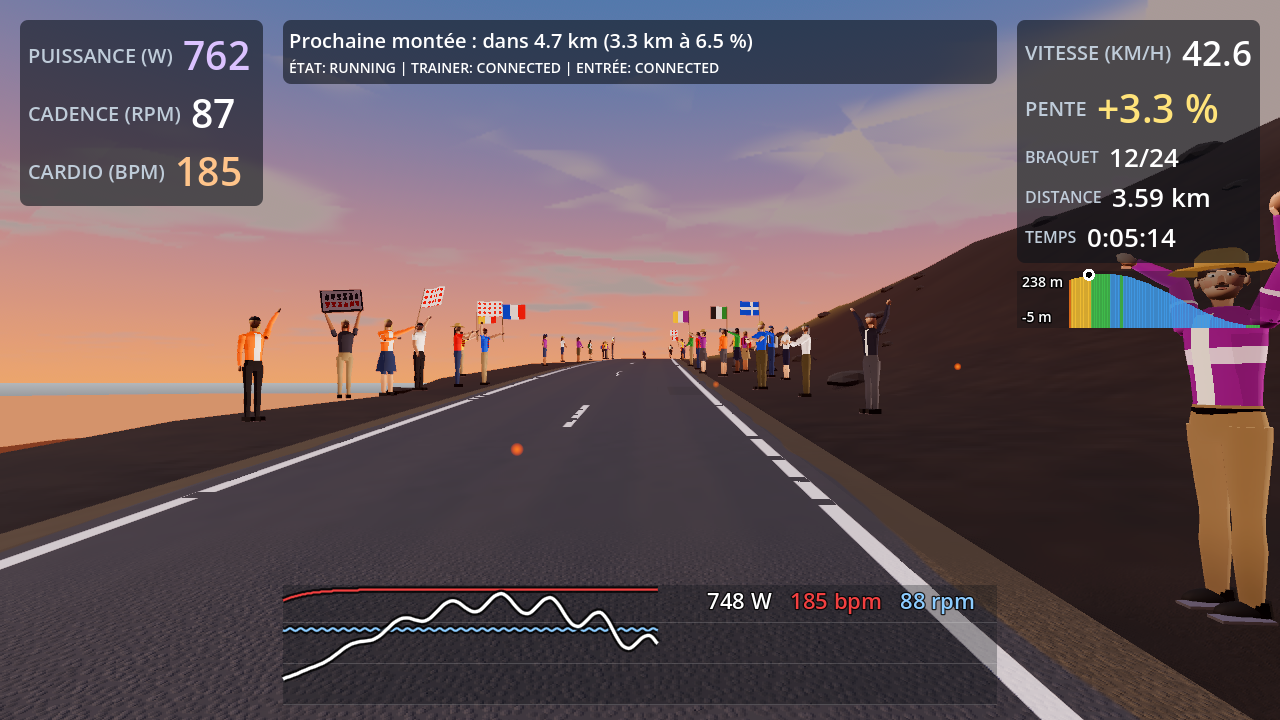 PUISSANCE (W) 762
CADENCE (RPM) 87
CARDIO (BPM) 185
Prochaine montée : dans 4.7 km (3.3 km à 6.5 %)
ÉTAT: RUNNING | TRAINER: CONNECTED | ENTRÉE: CONNECTED
VITESSE (KM/H) 42.6
PENTE +3.3 %
BRAQUET 12/24
DISTANCE 3.59 km
TEMPS 0:05:14
238 m
-5 m
748 W 185 bpm 88 rpm